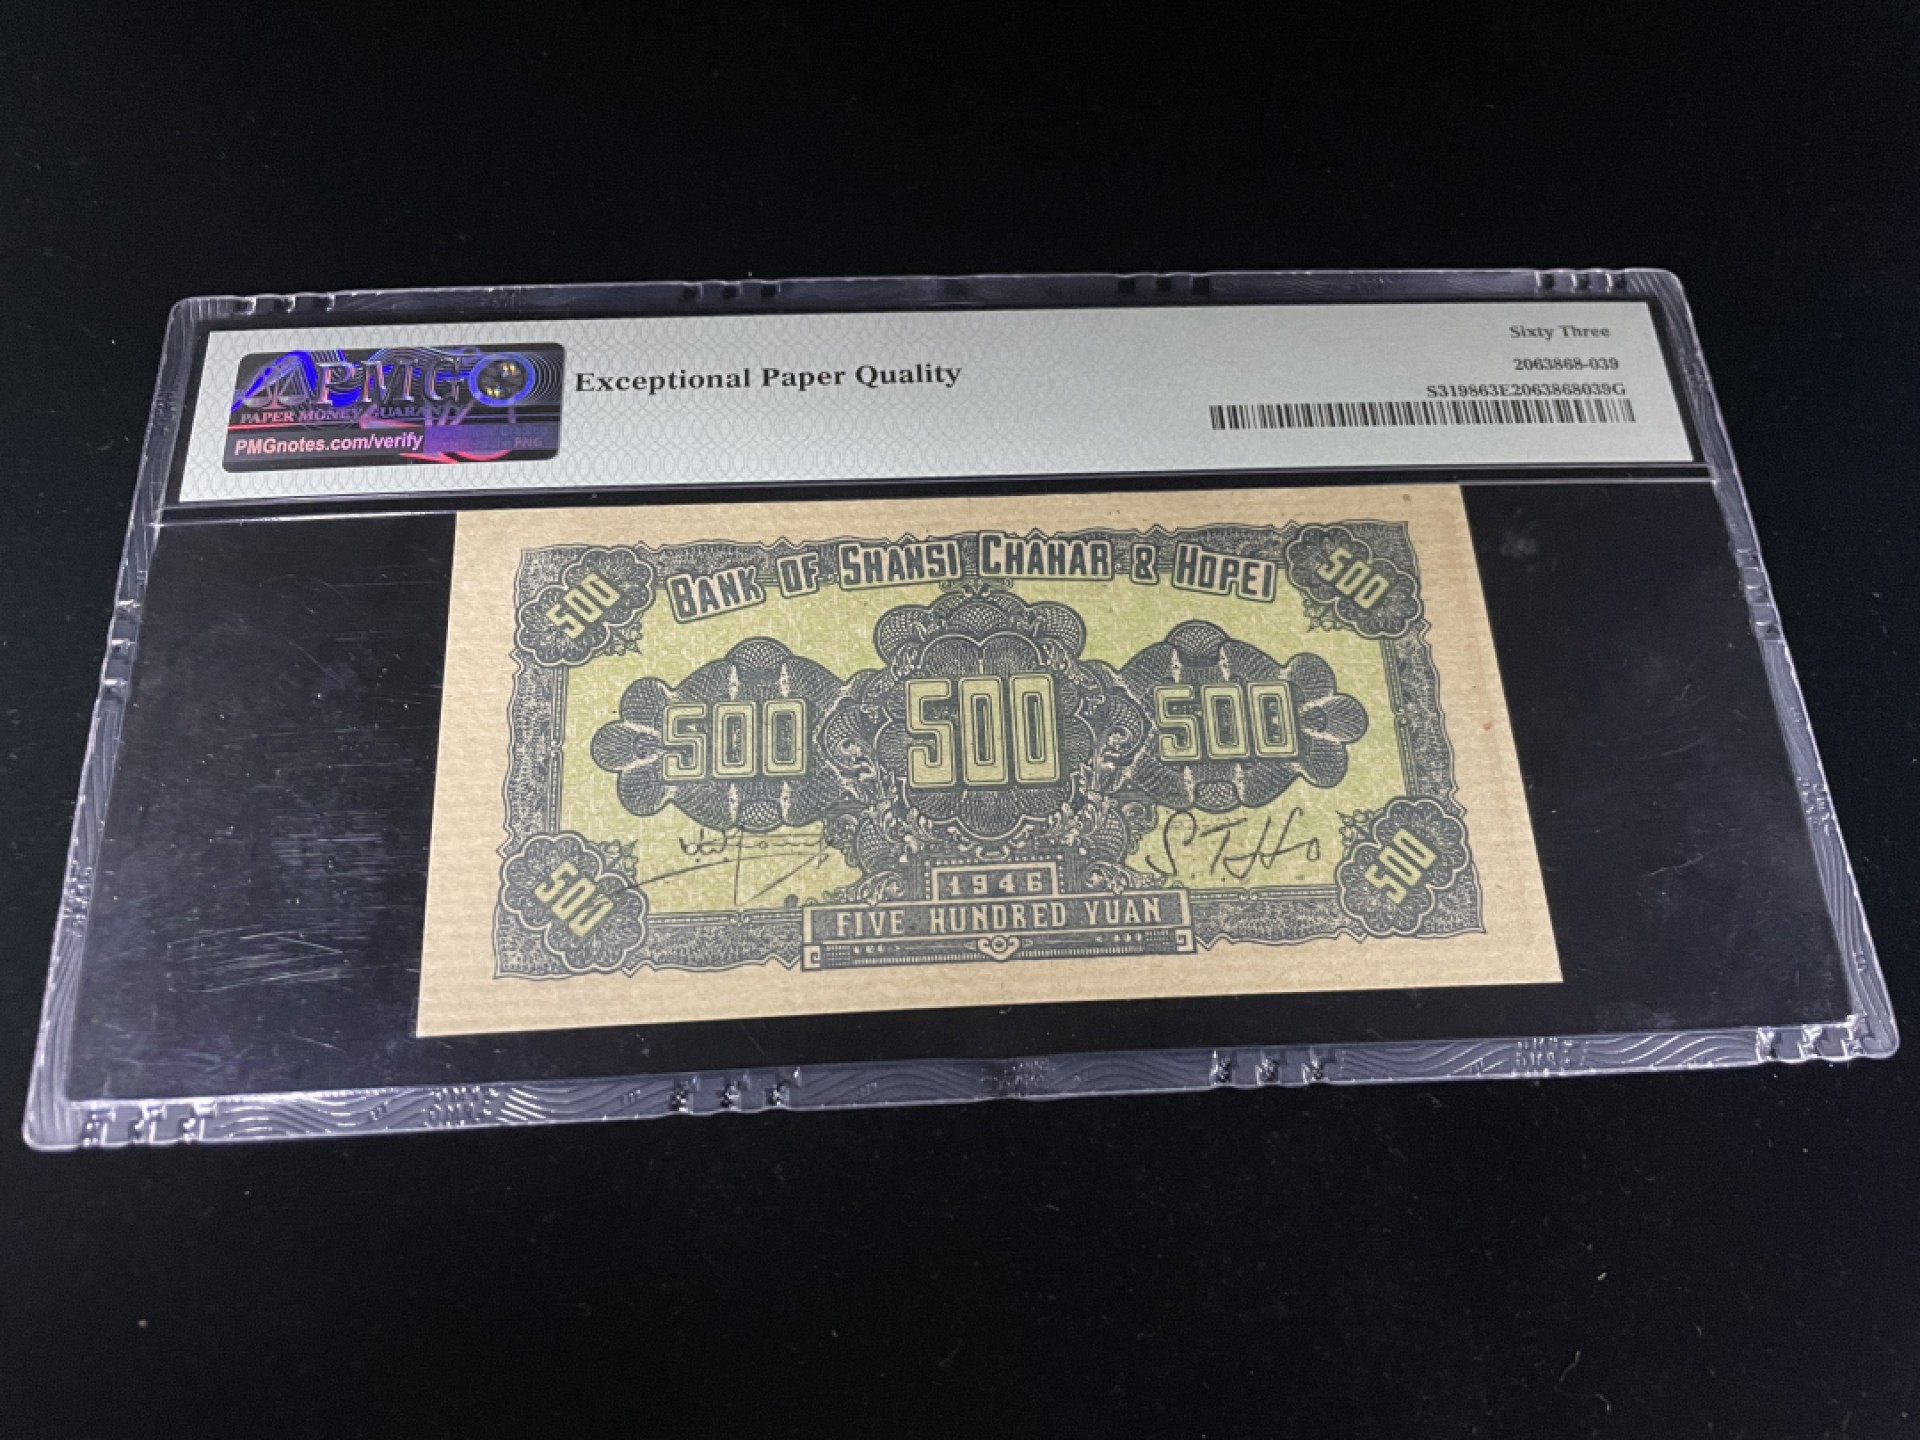 Sixty Three
2063868-039
S319863E2063868039G
PMG
PAPER MONEY GUARANTY
PMGnotes.com/verify
Exceptional Paper Quality
BANK OF SHANSI CHAHAR & HOPEI
500
500
500
500
500
S. T. Ho
500
500
1946
FIVE HUNDRED YUAN